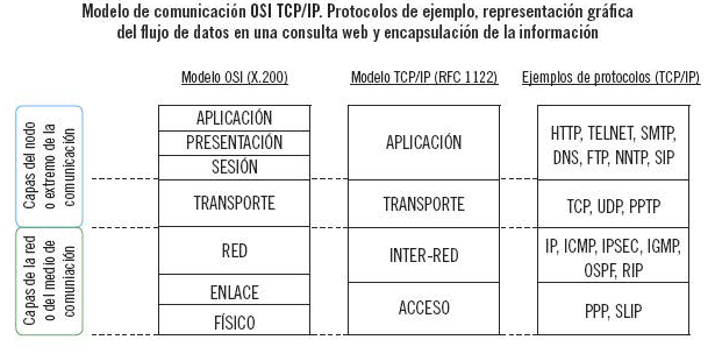 Modelo de comunicación OSI TCP/IP. Protocolos de ejemplo, representación gráfica
del flujo de datos en una consulta web y encapsulación de la información
Modelo OSI (X.200)
Modelo TCP/IP (RFC 1122)
Ejemplos de protocolos (TCP/IP)
Capas del nodo
o extremo de la
comunicación
APLICACIÓN
PRESENTACIÓN
SESIÓN
APLICACIÓN
HTTP, TELNET, SMTP,
DNS, FTP, NNTP, SIP
TRANSPORTE
TRANSPORTE
TCP, UDP, PPTP
Capas de la red
o del medio de
comuniación
RED
INTER-RED
IP, ICMP, IPSEC, IGMP,
OSPF, RIP
ENLACE
FÍSICO
ACCESO
PPP, SLIP